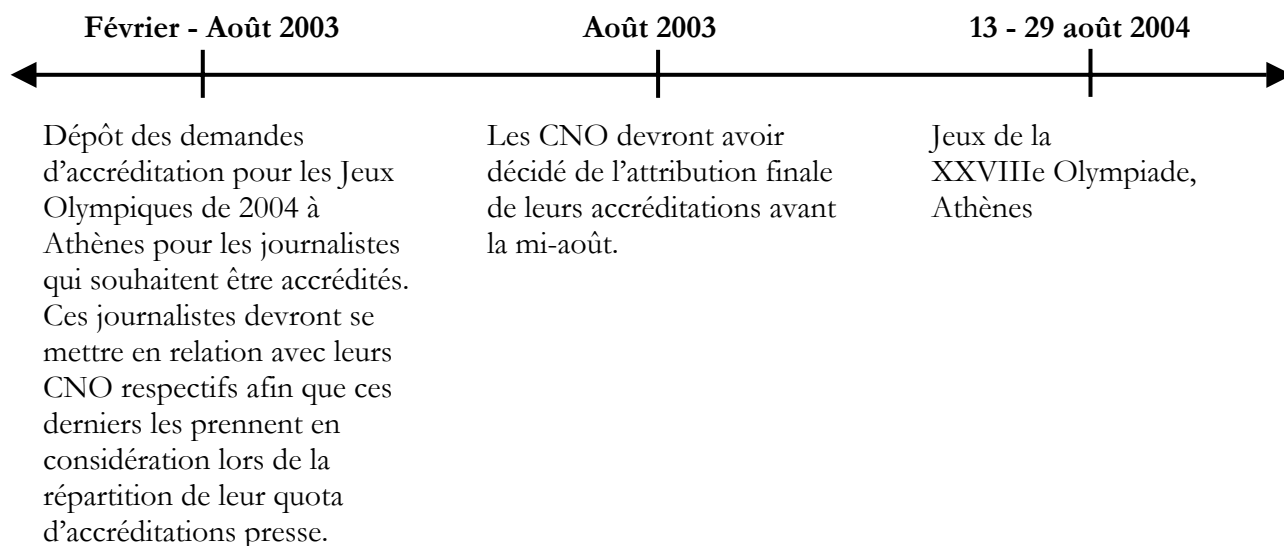 Février - Août 2003
Dépôt des demandes
d’accréditation pour les Jeux
Olympiques de 2004 à
Athènes pour les journalistes
qui souhaitent être accrédités.
Ces journalistes devront se
mettre en relation avec leurs
CNO respectifs afin que ces
derniers les prennent en
considération lors de la
répartition de leur quota
d’accréditations presse.
Août 2003
Les CNO devront avoir
décidé de l’attribution finale
de leurs accréditations avant
la mi-août.
13 - 29 août 2004
Jeux de la
XXVIIIe Olympiade,
Athènes